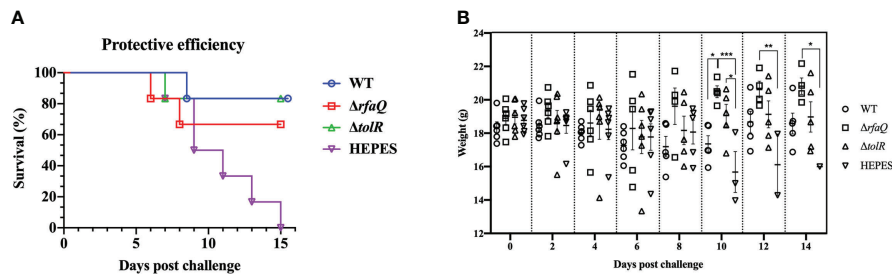 A
Protective efficiency
Survival (%)
100
80
60
40
20
0
0
5
10
15
Days post challenge
WT
ΔrfaQ
ΔtolR
HEPES
B
Weight (g)
24
22
20
18
16
14
12
0
2
4
6
8
10
12
14
Days post challenge
*
***
*
**
*
WT
ΔrfaQ
ΔtolR
HEPES